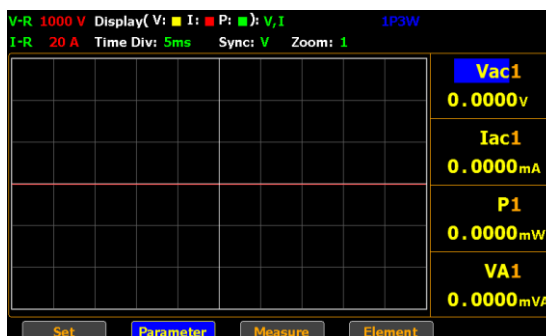 V-R 1000 V Display( V: I: P: ): V,I 1P3W
I-R 20 A Time Div: 5ms Sync: V Zoom: 1
Vac1
0.0000V
Iac1
0.0000mA
P1
0.0000mW
VA1
0.0000mVA
Set Parameter Measure Element